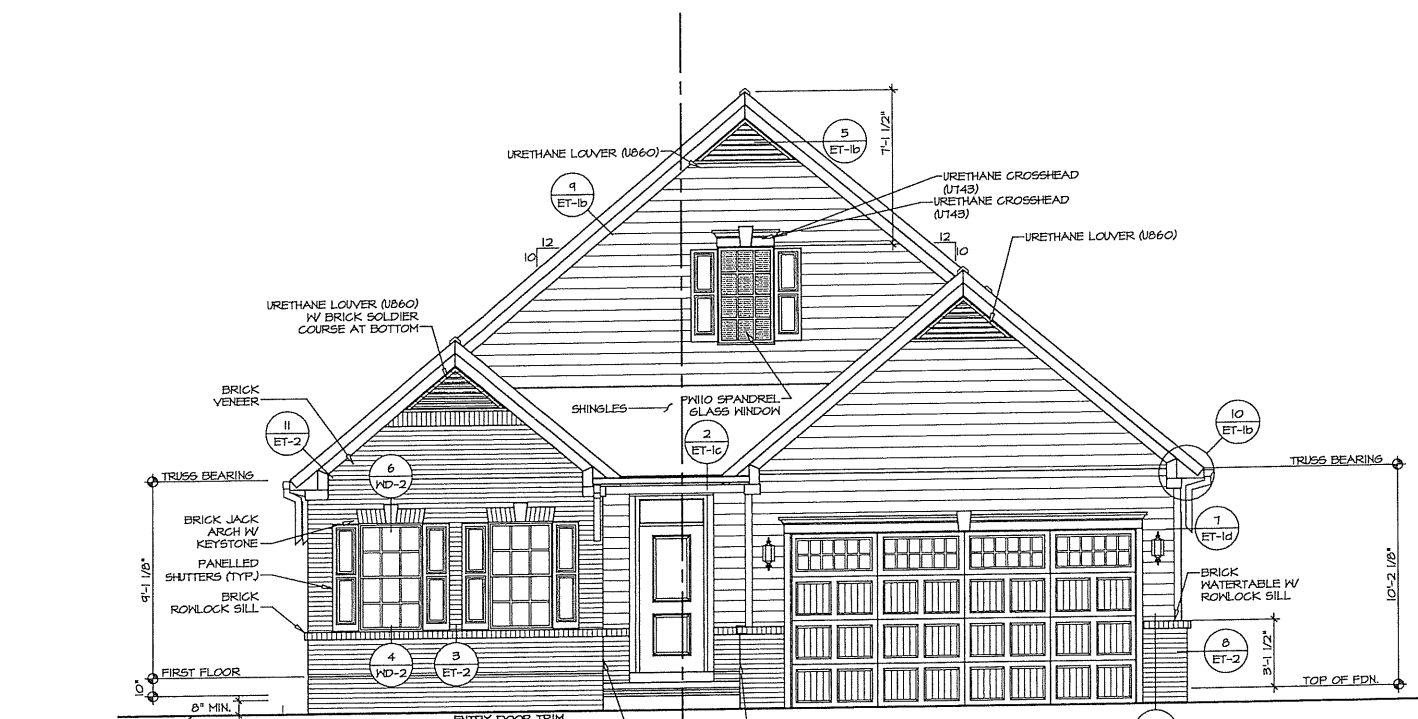 5
ET-1b
7'-1 1/2"
URETHANE LOUVER (U860)
URETHANE CROSSHEAD
(U743)
URETHANE CROSSHEAD
(U743)
9
ET-1b
12
10
12
10
URETHANE LOUVER (U860)
URETHANE LOUVER (U860)
W/ BRICK SOLDIER
COURSE AT BOTTOM
BRICK
VENEER
SHINGLES
PW110 SPANDREL
GLASS WINDOW
11
ET-2
2
ET-1c
10
ET-1b
6
WD-2
TRUSS BEARING
TRUSS BEARING
BRICK JACK
ARCH W/
KEYSTONE
7
ET-1d
PANELLED
SHUTTERS (TYP.)
BRICK
ROWLOCK SILL
BRICK
WATERTABLE W/
ROWLOCK SILL
9'-1 1/8"
10-2 1/8"
4
WD-2
3
ET-2
8
ET-2
3'-1 1/2"
FIRST FLOOR
TOP OF FDN.
10"
8" MIN.
ENTRY DOOR TRIM